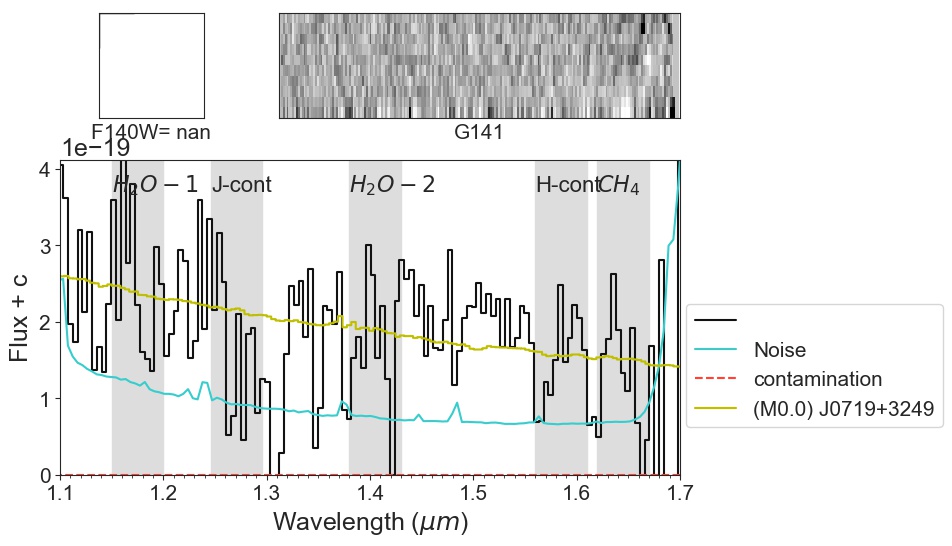 F140W= nan
G141
1e−19
H₂O − 1
J-cont
H₂O − 2
H-cont
CH₄
4
3
2
1
0
Flux + c
1.1
1.2
1.3
1.4
1.5
1.6
1.7
Wavelength (μm)
Noise
contamination
(M0.0) J0719+3249